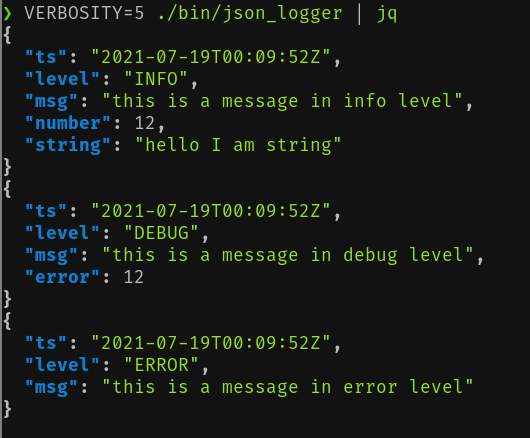 ❯ VERBOSITY=5 ./bin/json_logger | jq
{
  "ts": "2021-07-19T00:09:52Z",
  "level": "INFO",
  "msg": "this is a message in info level",
  "number": 12,
  "string": "hello I am string"
}
{
  "ts": "2021-07-19T00:09:52Z",
  "level": "DEBUG",
  "msg": "this is a message in debug level",
  "error": 12
}
{
  "ts": "2021-07-19T00:09:52Z",
  "level": "ERROR",
  "msg": "this is a message in error level"
}